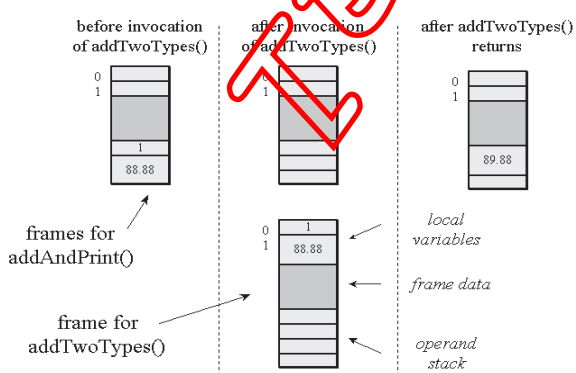 before invocation
of addTwoTypes()
after invocation
of addTwoTypes()
after addTwoTypes()
returns
0
1
1
88.88
0
1
0
1
89.88
frames for
addAndPrint()
0
1
1
88.88
local
variables
frame data
frame for
addTwoTypes()
operand
stack